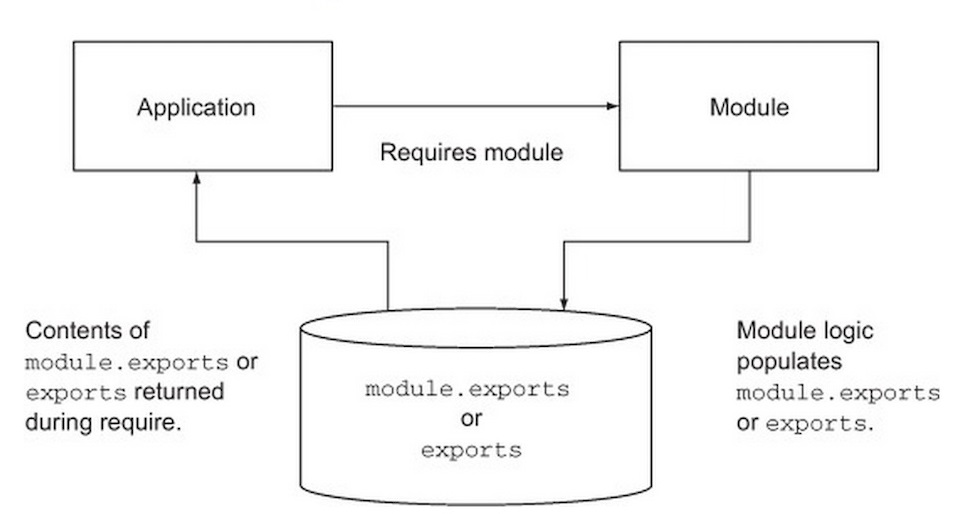 Application
Module
Requires module
Contents of
module.exports or
exports returned
during require.
module.exports
or
exports
Module logic
populates
module.exports
or exports.